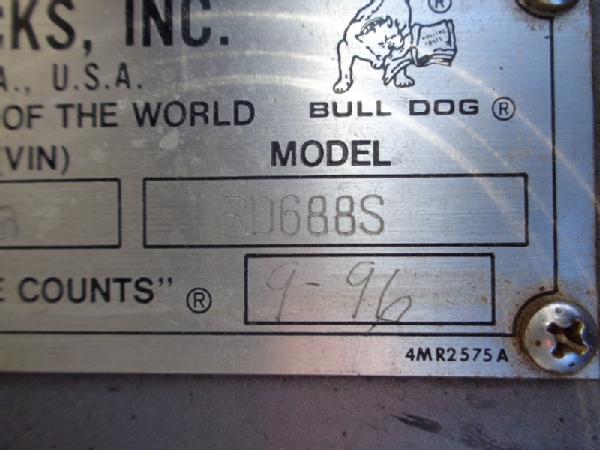 CKS, INC.
®
A., U.S.A.
OF THE WORLD BULL DOG ®
(VIN) MODEL
RD688S
E COUNTS" ® 9-96
4MR2575A